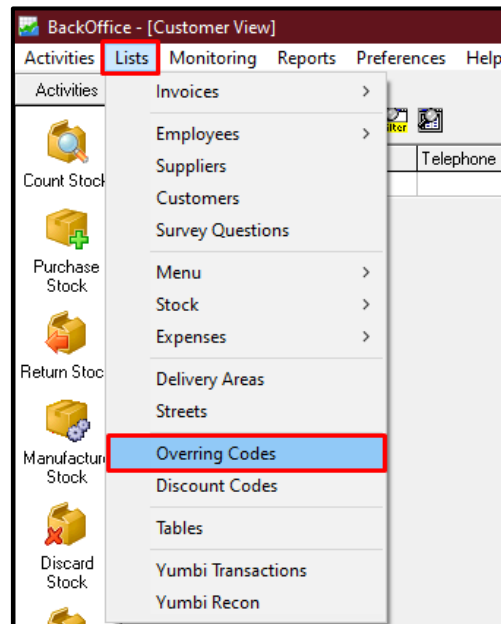 BackOffice - [Customer View]
Activities Lists Monitoring Reports Preferences Help
Activities
Invoices
Employees
Suppliers
Customers
Survey Questions
Menu
Stock
Expenses
Delivery Areas
Streets
Overring Codes
Discount Codes
Tables
Yumbi Transactions
Yumbi Recon
Telephone
Count Stock
Purchase
Stock
Return Stoc
Manufactur
Stock
Discard
Stock